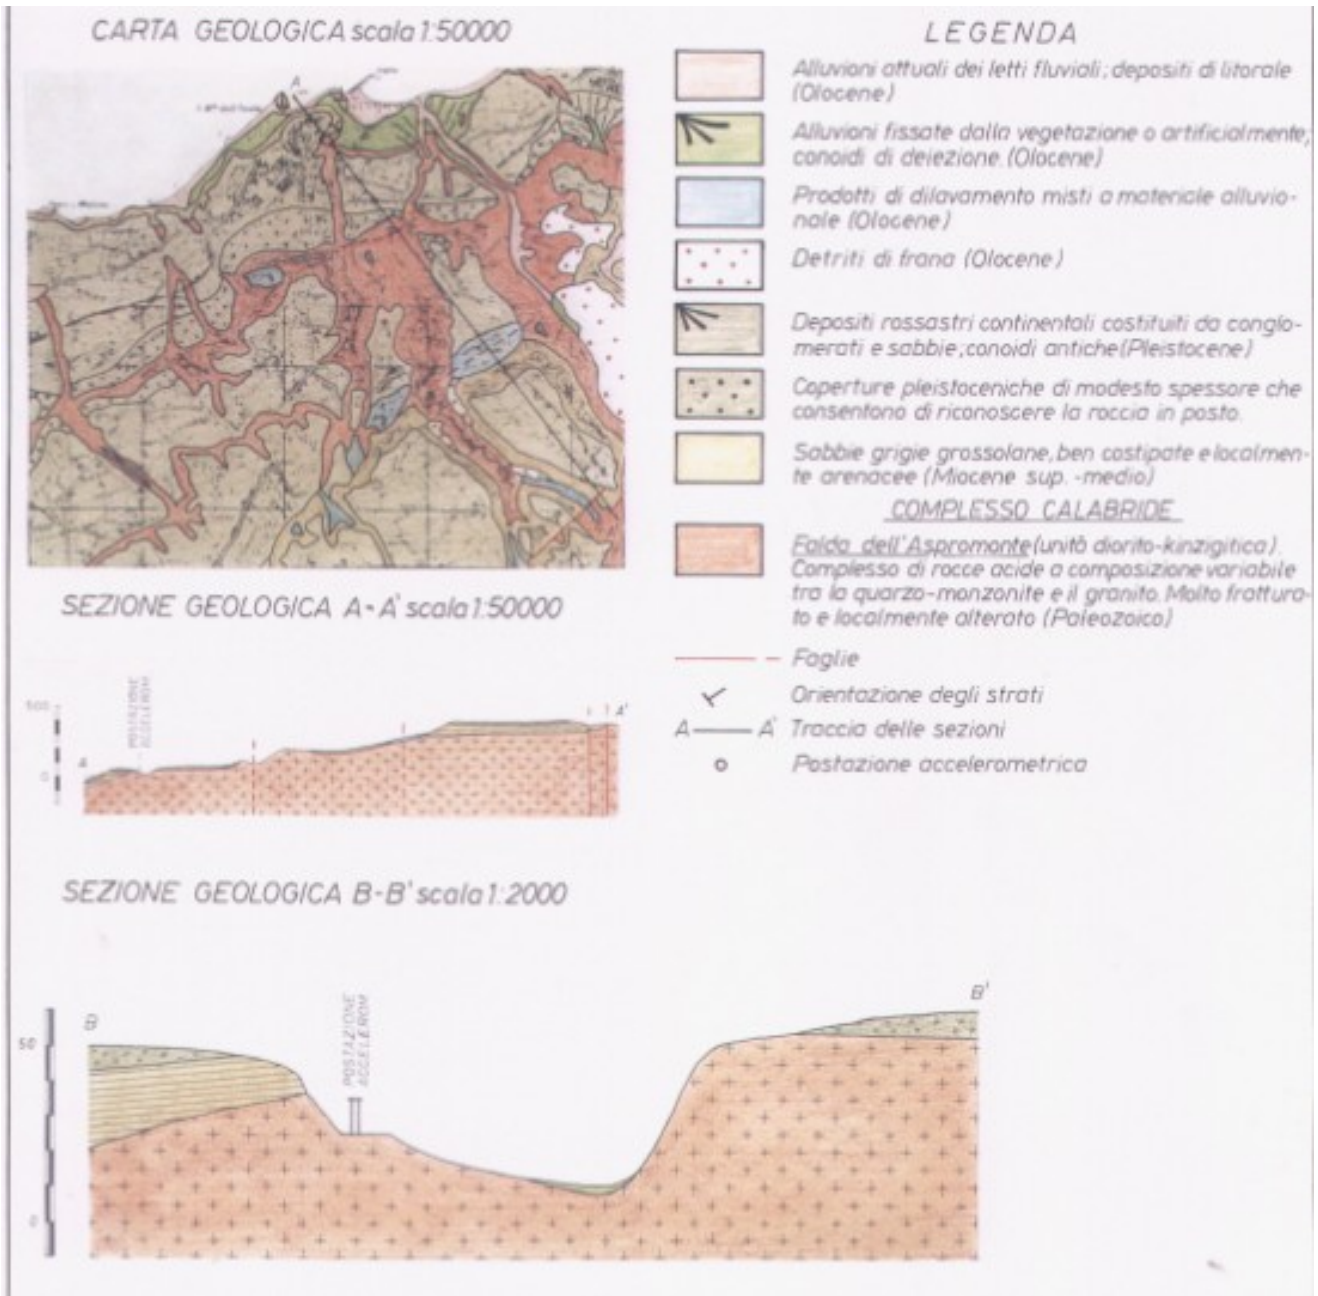 CARTA GEOLOGICA scala 1:50000
A
LEGENDA
Alluvioni attuali dei letti fluviali; depositi di litorale
(Olocene)
Alluvioni fissate dalla vegetazione o artificialmente;
conoidi di deiezione. (Olocene)
Prodotti di dilavamento misti a materiale alluvio-
nale (Olocene)
Detriti di frana (Olocene)
Depositi rossastri continentali costituiti da conglo-
merati e sabbie; conoidi antiche (Pleistocene)
Coperture pleistoceniche di modesto spessore che
consentono di riconoscere la roccia in posto.
Sabbie grigie grossolane, ben costipate e localmen-
te arenacee (Miocene sup. -medio)
COMPLESSO CALABRIDE
Falda dell'Aspromonte (unità diorito-kinzigitica).
Complesso di rocce acide a composizione variabile
tra la quarzo-monzonite e il granito. Molto frattura-
to e localmente alterato (Paleozoico)
Faglie
Orientazione degli strati
A A' Traccia delle sezioni
Postazione accelerometrica
SEZIONE GEOLOGICA A-A' scala 1:50000
500
0
A
POSTAZIONE
ACCELEROM
A'
SEZIONE GEOLOGICA B-B' scala 1:2000
50
0
B
POSTAZIONE
ACCELEROM
B'